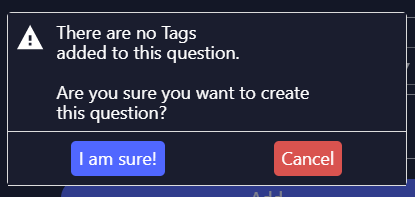 There are no Tags
added to this question.
Are you sure you want to create
this question?
I am sure!
Cancel
Add